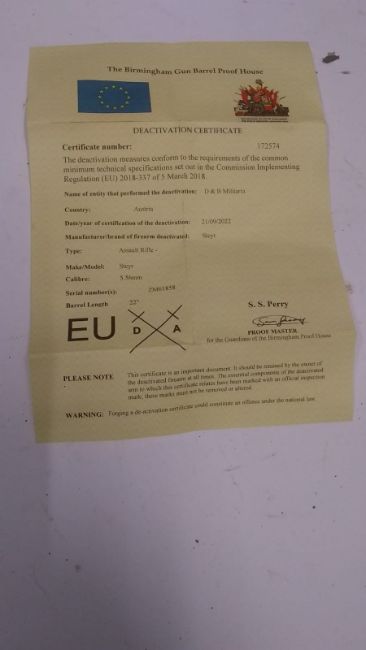 The Birmingham Gun Barrel Proof House
DEACTIVATION CERTIFICATE
Certificate number: 172574
The deactivation measures conform to the requirements of the common
minimum technical specifications set out in the Commission Implementing
Regulation (EU) 2018-337 of 5 March 2018.
Name of entity that performed the deactivation: D & B Militaria
Country: Austria
Date/year of certification of the deactivation: 21/09/2022
Manufacturer/brand of firearm deactivated: Steyr
Type: Assault Rifle -
Make/Model: Steyr
Calibre: 5.56mm
Serial number(s):
Barrel Length 22"
S. S. Perry
EU D A
PROOF MASTER
for the Guardians of the Birmingham Proof House
PLEASE NOTE This certificate is an important document. It should be retained by the owner of
the deactivated firearm at all times. The essential components of the deactivated
arm to which this certificate relates have been marked with an official inspection
mark, these marks must not be removed or altered
WARNING: Forging a de-activation certificate could constitute an offence under the national law.